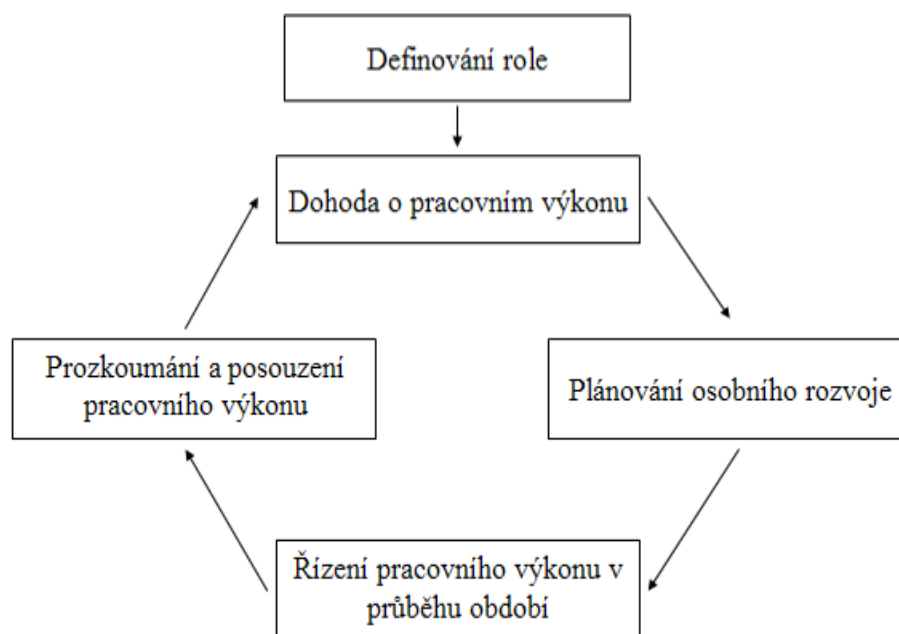 Definování role
Dohoda o pracovním výkonu
Prozkoumání a posouzení
pracovního výkonu
Plánování osobního rozvoje
Řízení pracovního výkonu v
průběhu období